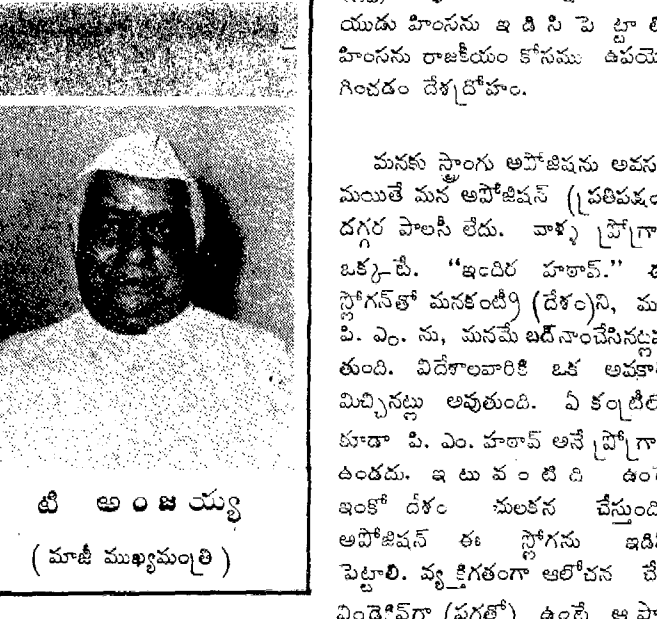 టి అంజయ్య
( మాజీ ముఖ్యమంత్రి )
యుడు హింసను ఇ డి సి పె ట్టా లి
హింసను రాజకీయం కోసము ఉపయో
గించడం దేశద్రోహం.
మనకు స్ట్రాంగు అపోజిషను అవస
మయితే మన అపోజిషన్ (ప్రతిపక్షం
దగ్గర పాలసీ లేదు. వాళ్ళ ప్రోగ్రా
ఒక్కటే. "ఇందిర హఠావ్."
స్లోగన్‌తో మనకంట్రీ (దేశం)ని, మ
పి. ఎం. ను, మనమే బద్‌నాంచేసినట్లవ
తుంది. విదేశాలవారికి ఒక అవకా
మిచ్చినట్లు అవుతుంది. ఏ కంట్రీలో
కూడా పి. ఎం. హఠావ్ అనే ప్రోగ్రా
ఉండదు. ఇ టు వ ం టి ది ఉం
ఇంకో దేశం చులకన చేస్తుంది
అపోజిషన్ ఈ స్లోగను ఇడిసి
పెట్టాలి. వ్యక్తిగతంగా ఆలోచన చే
ఉంటే ఆ